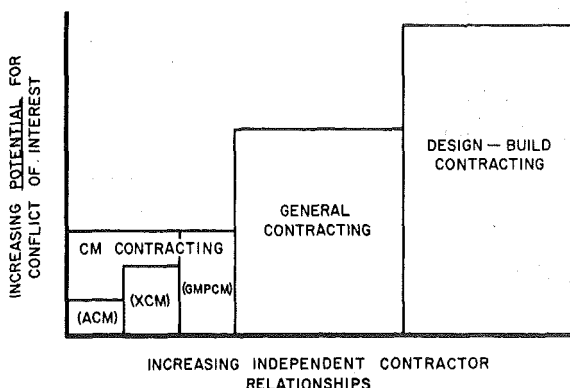 INCREASING POTENTIAL FOR
CONFLICT OF INTEREST
DESIGN — BUILD
CONTRACTING
GENERAL
CONTRACTING
CM CONTRACTING
(ACM)
(XCM)
(GMPCM)
INCREASING INDEPENDENT CONTRACTOR
RELATIONSHIPS